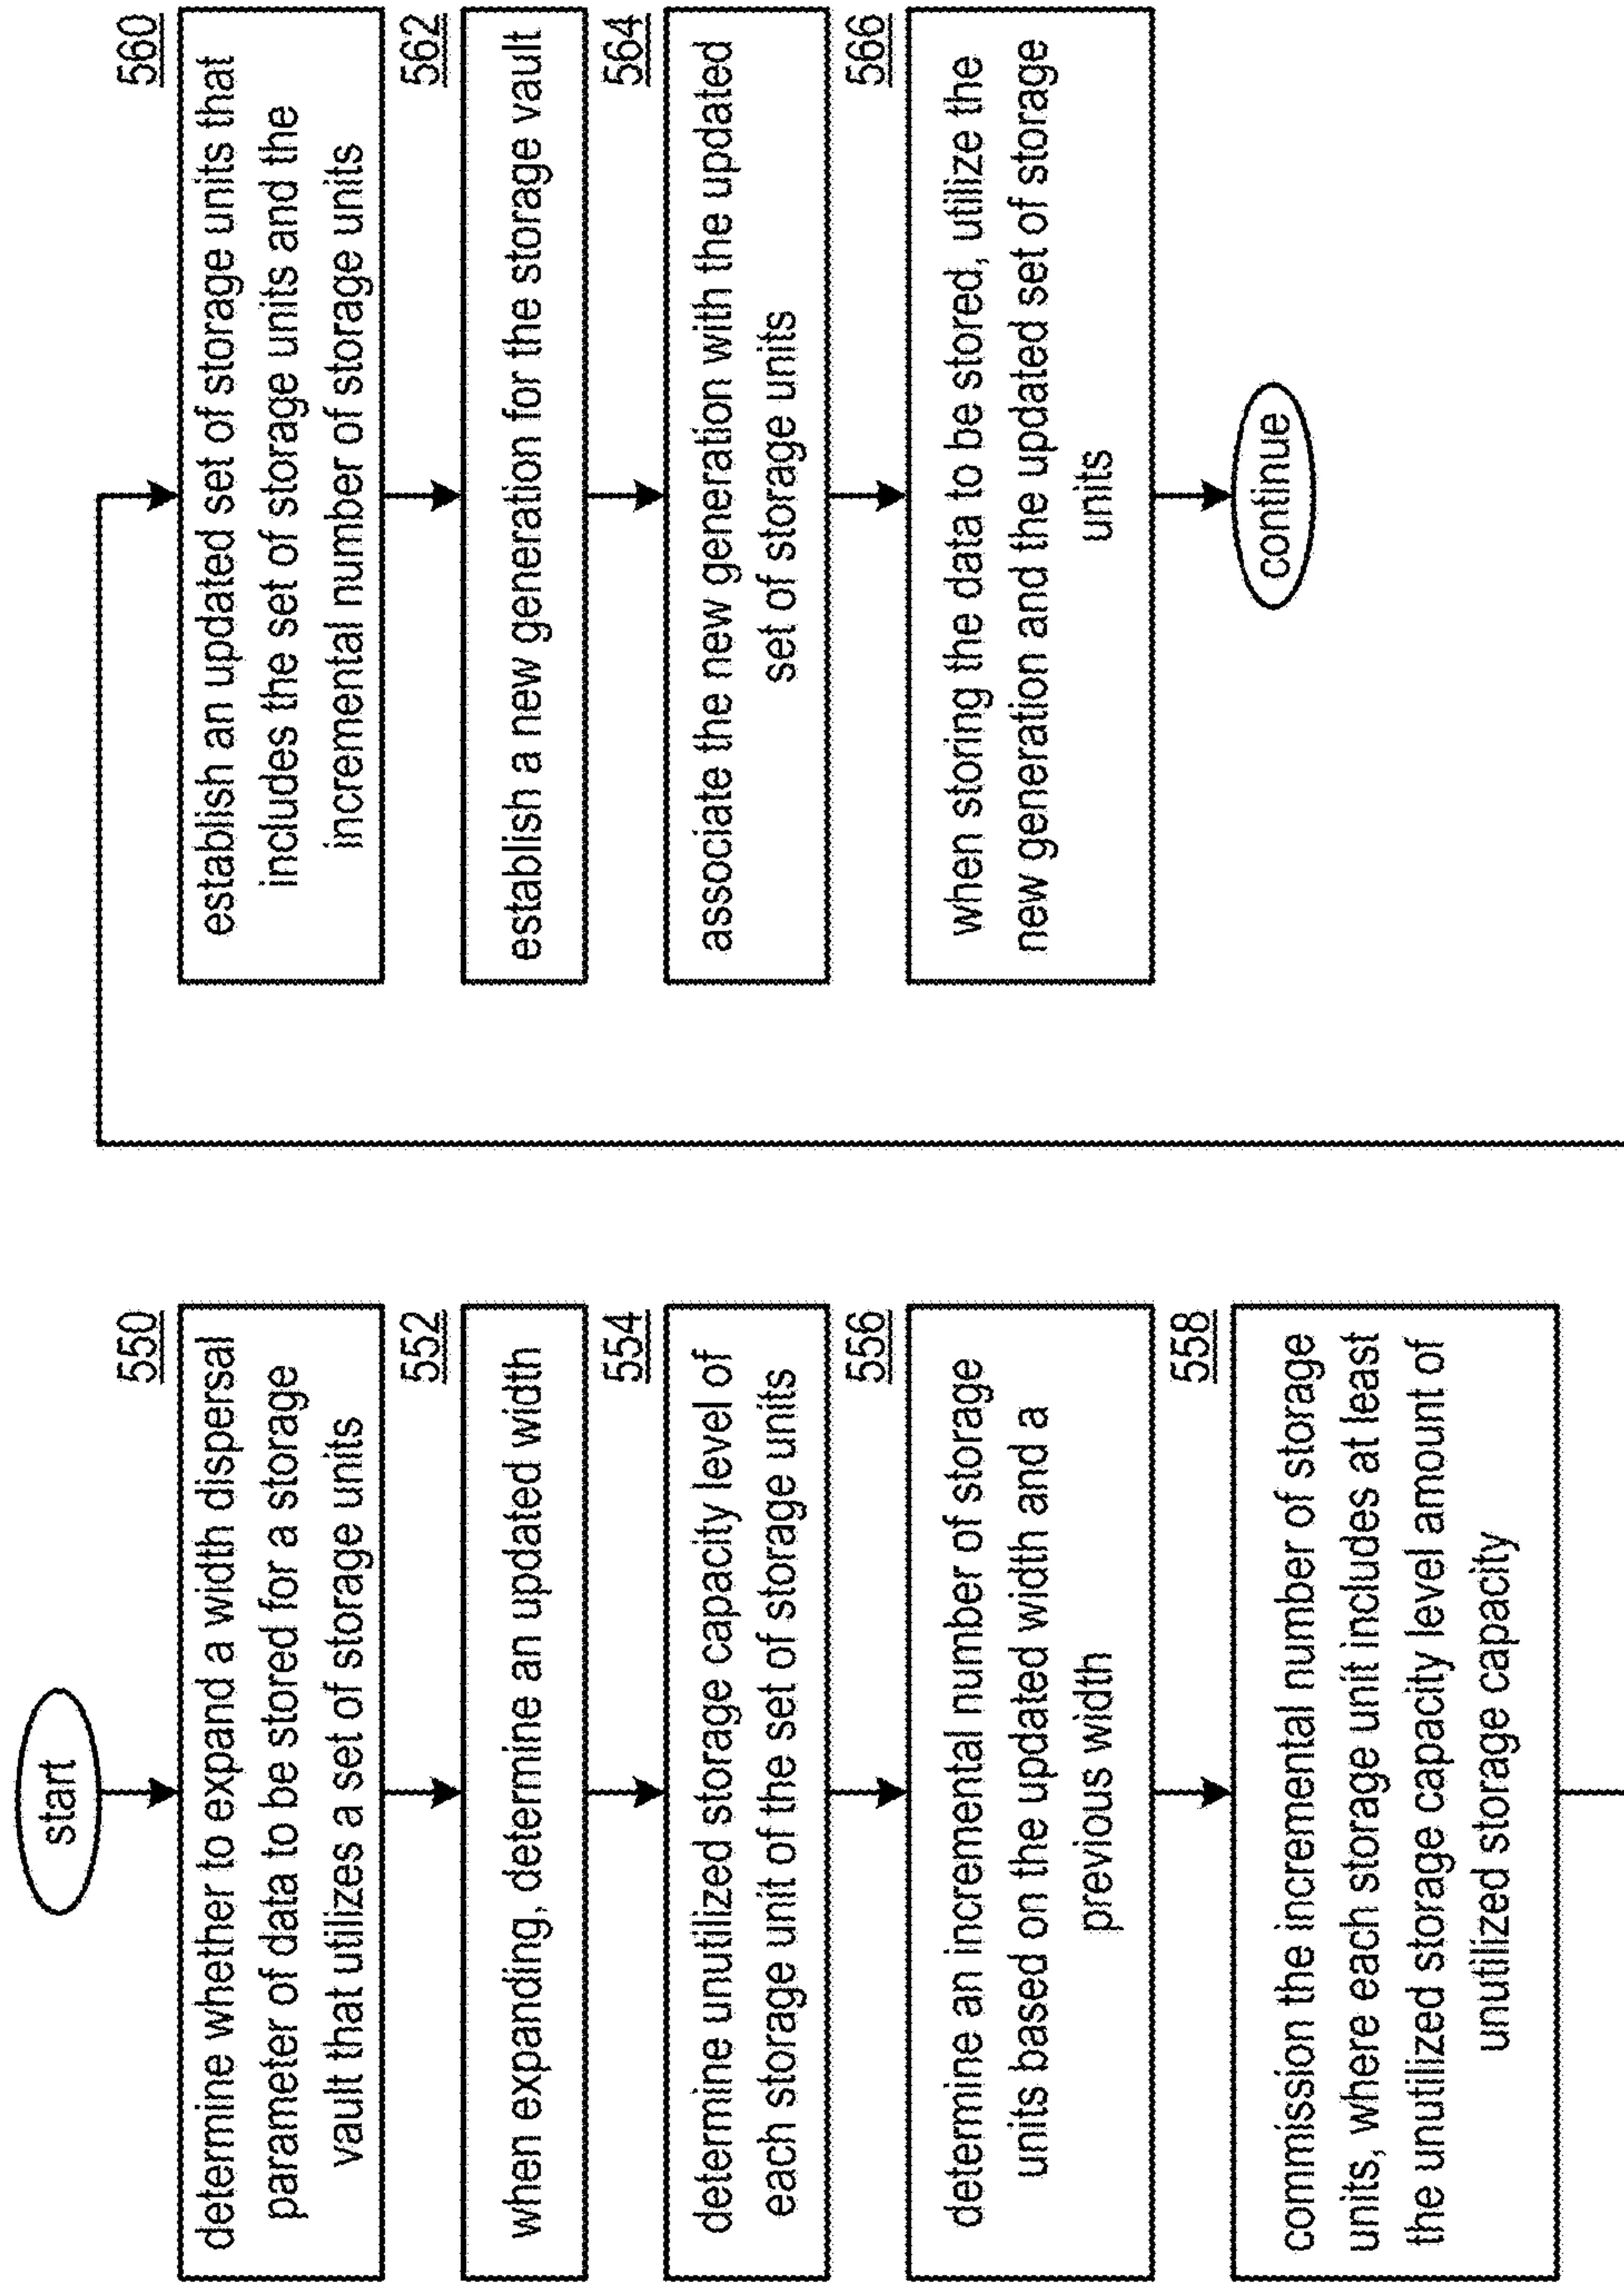 start
550
determine whether to expand a width dispersal
parameter of data to be stored for a storage
vault that utilizes a set of storage units
552
when expanding, determine an updated width
554
determine unutilized storage capacity level of
each storage unit of the set of storage units
556
determine an incremental number of storage
units based on the updated width and a
previous width
558
commission the incremental number of storage
units, where each storage unit includes at least
the unutilized storage capacity level amount of
unutilized storage capacity
560
establish an updated set of storage units that
includes the set of storage units and the
incremental number of storage units
562
establish a new generation for the storage vault
564
associate the new generation with the updated
set of storage units
566
when storing the data to be stored, utilize the
new generation and the updated set of storage
units
continue